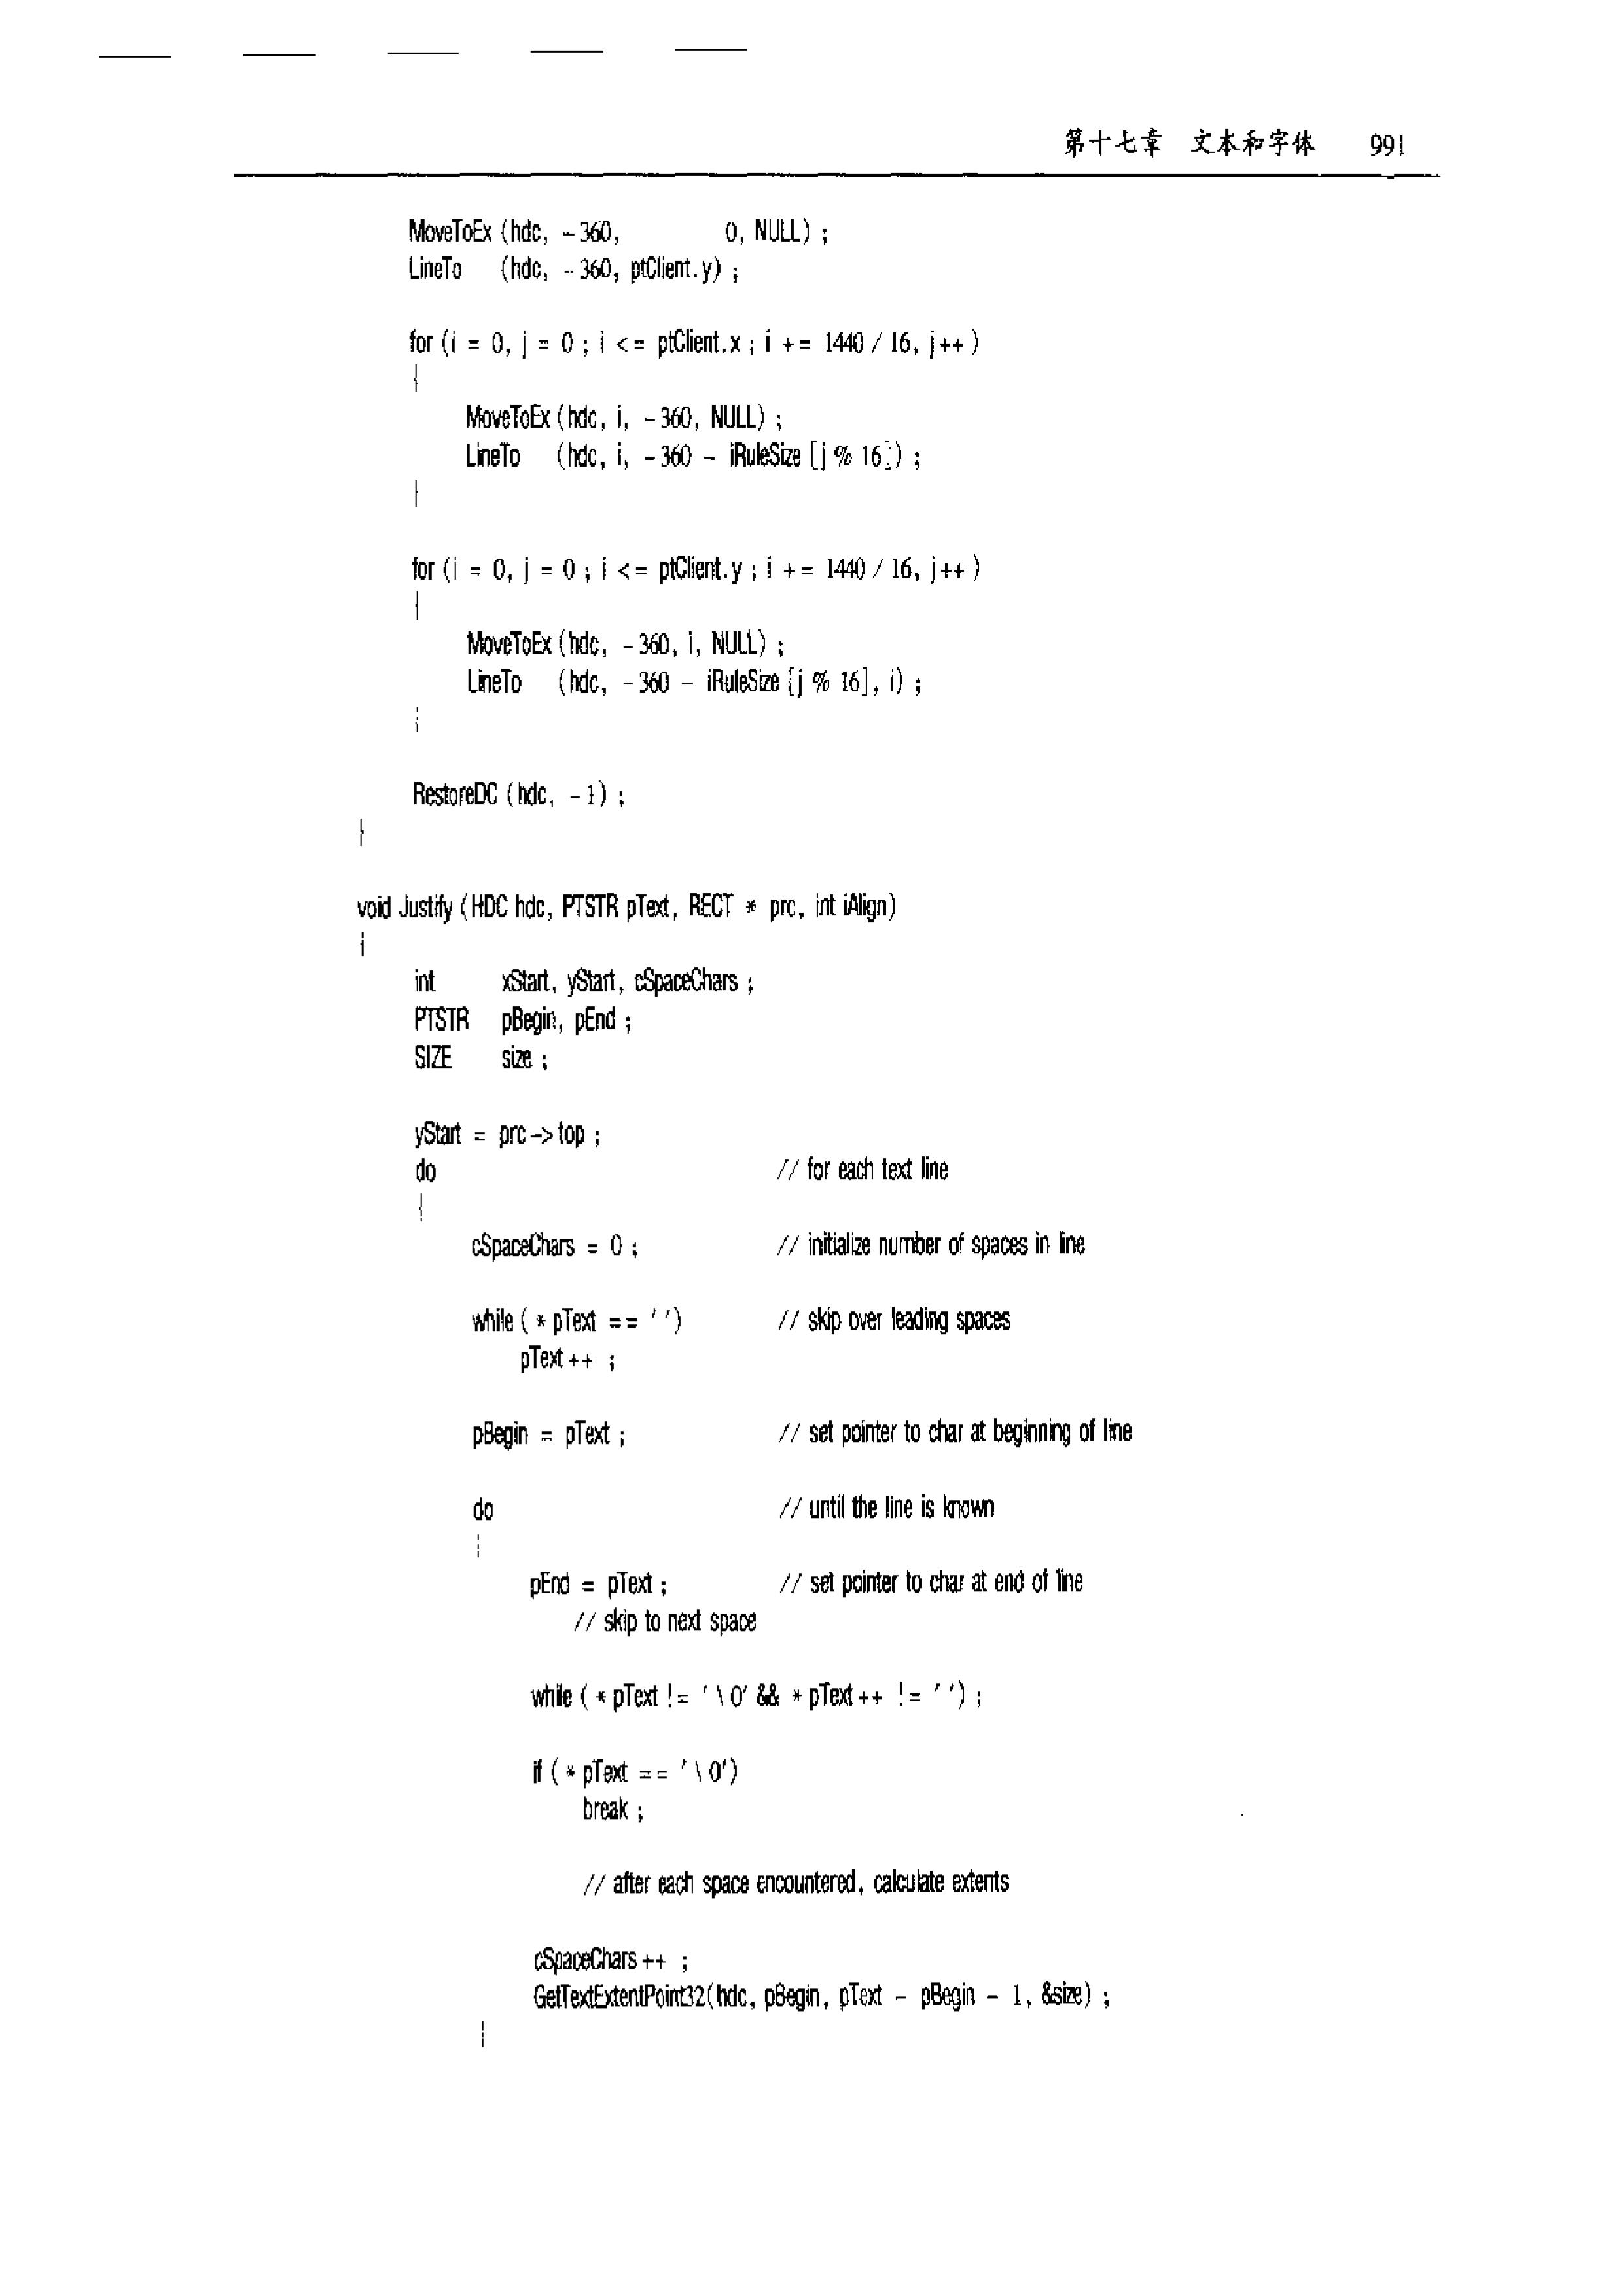 第十七章 文本和字体 991
MoveToEx (hdc, -360, 0, NULL) ;
LineTo (hdc, -360, ptClient.y) ;
for (i = 0, j = 0 ; i <= ptClient.x ; i += 1440 / 16, j++ )
{
MoveToEx (hdc, i, -360, NULL) ;
LineTo (hdc, i, -360 - iRuleSize [j % 16]) ;
}
for (i = 0, j = 0 ; i <= ptClient.y ; i += 1440 / 16, j++ )
{
MoveToEx (hdc, -360, i, NULL) ;
LineTo (hdc, -360 - iRuleSize [j % 16], i) ;
}
RestoreDC (hdc, -1) ;
}
void Justify (HDC hdc, PTSTR pText, RECT * prc, int iAlign)
{
int xStart, yStart, cSpaceChars ;
PTSTR pBegin, pEnd ;
SIZE size ;
yStart = prc->top ;
do // for each text line
{
cSpaceChars = 0 ; // initialize number of spaces in line
while ( * pText == ' ') // skip over leading spaces
pText++ ;
pBegin = pText ; // set pointer to char at beginning of line
do // until the line is known
{
pEnd = pText ; // set pointer to char at end of line
// skip to next space
while ( * pText != '\0' && * pText++ != ' ') ;
if ( * pText == '\0')
break ;
// after each space encountered, calculate extents
cSpaceChars++ ;
GetTextExtentPoint32(hdc, pBegin, pText - pBegin - 1, &size) ;
}